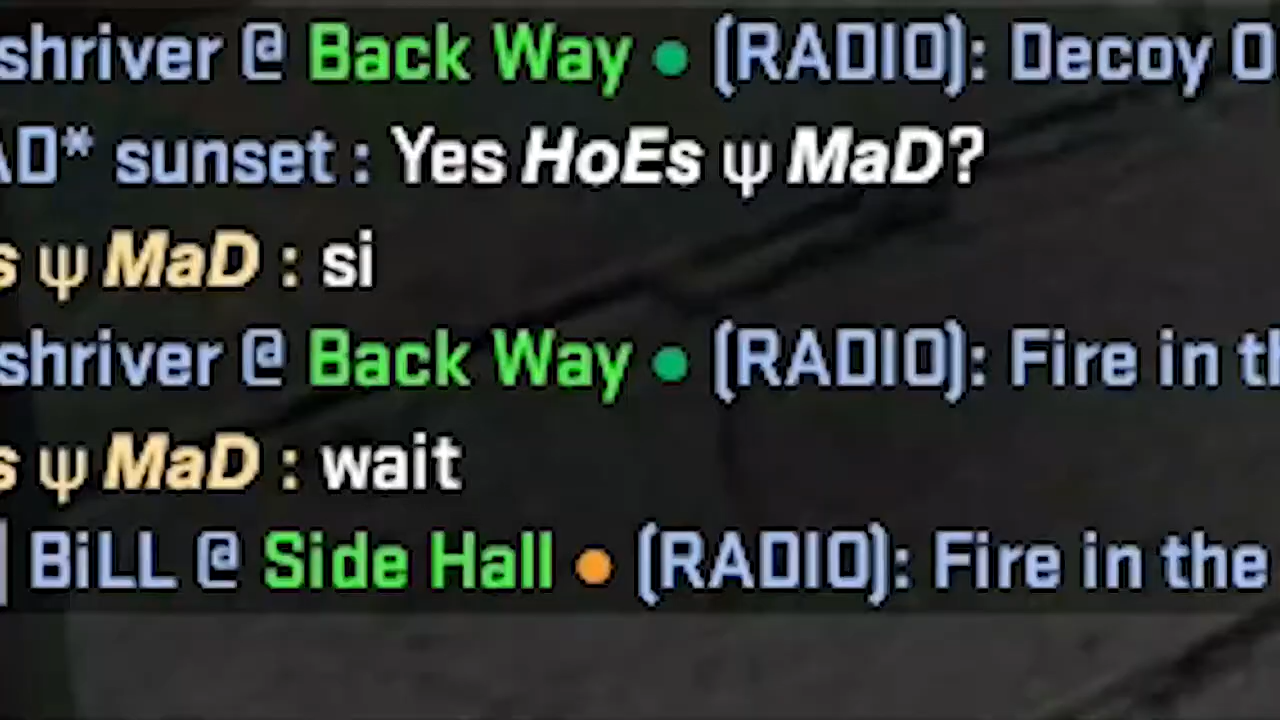 shriver @ Back Way ● (RADIO): Decoy
AD* sunset : Yes HoEs ψ MaD?
s ψ MaD : si
shriver @ Back Way ● (RADIO): Fire in th
s ψ MaD : wait
] BiLL @ Side Hall ● (RADIO): Fire in the